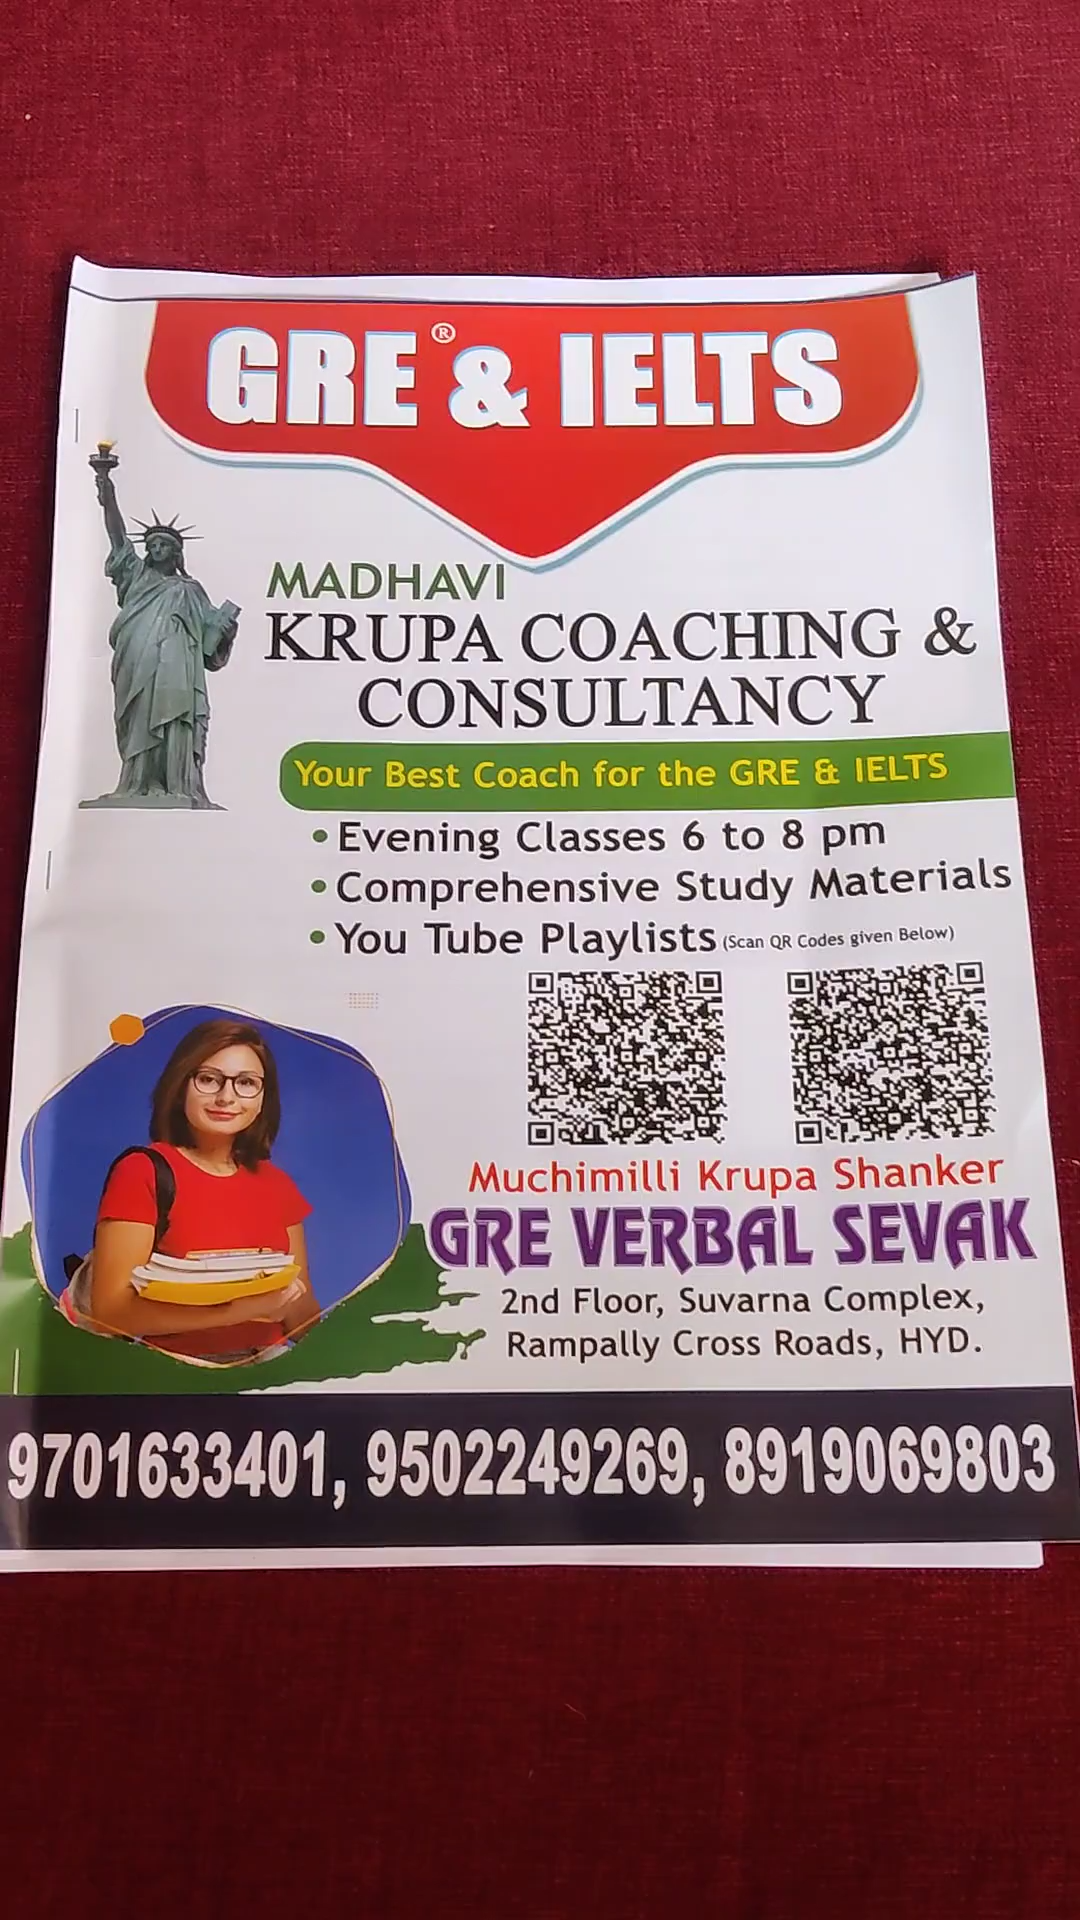 GRE® & IELTS
MADHAVI
KRUPA COACHING &
CONSULTANCY
Your Best Coach for the GRE & IELTS
• Evening Classes 6 to 8 pm
• Comprehensive Study Materials
• You Tube Playlists (Scan QR Codes given Below)
Muchimilli Krupa Shanker
GRE VERBAL SEVAK
2nd Floor, Suvarna Complex,
Rampally Cross Roads, HYD.
9701633401, 9502249269, 8919069803